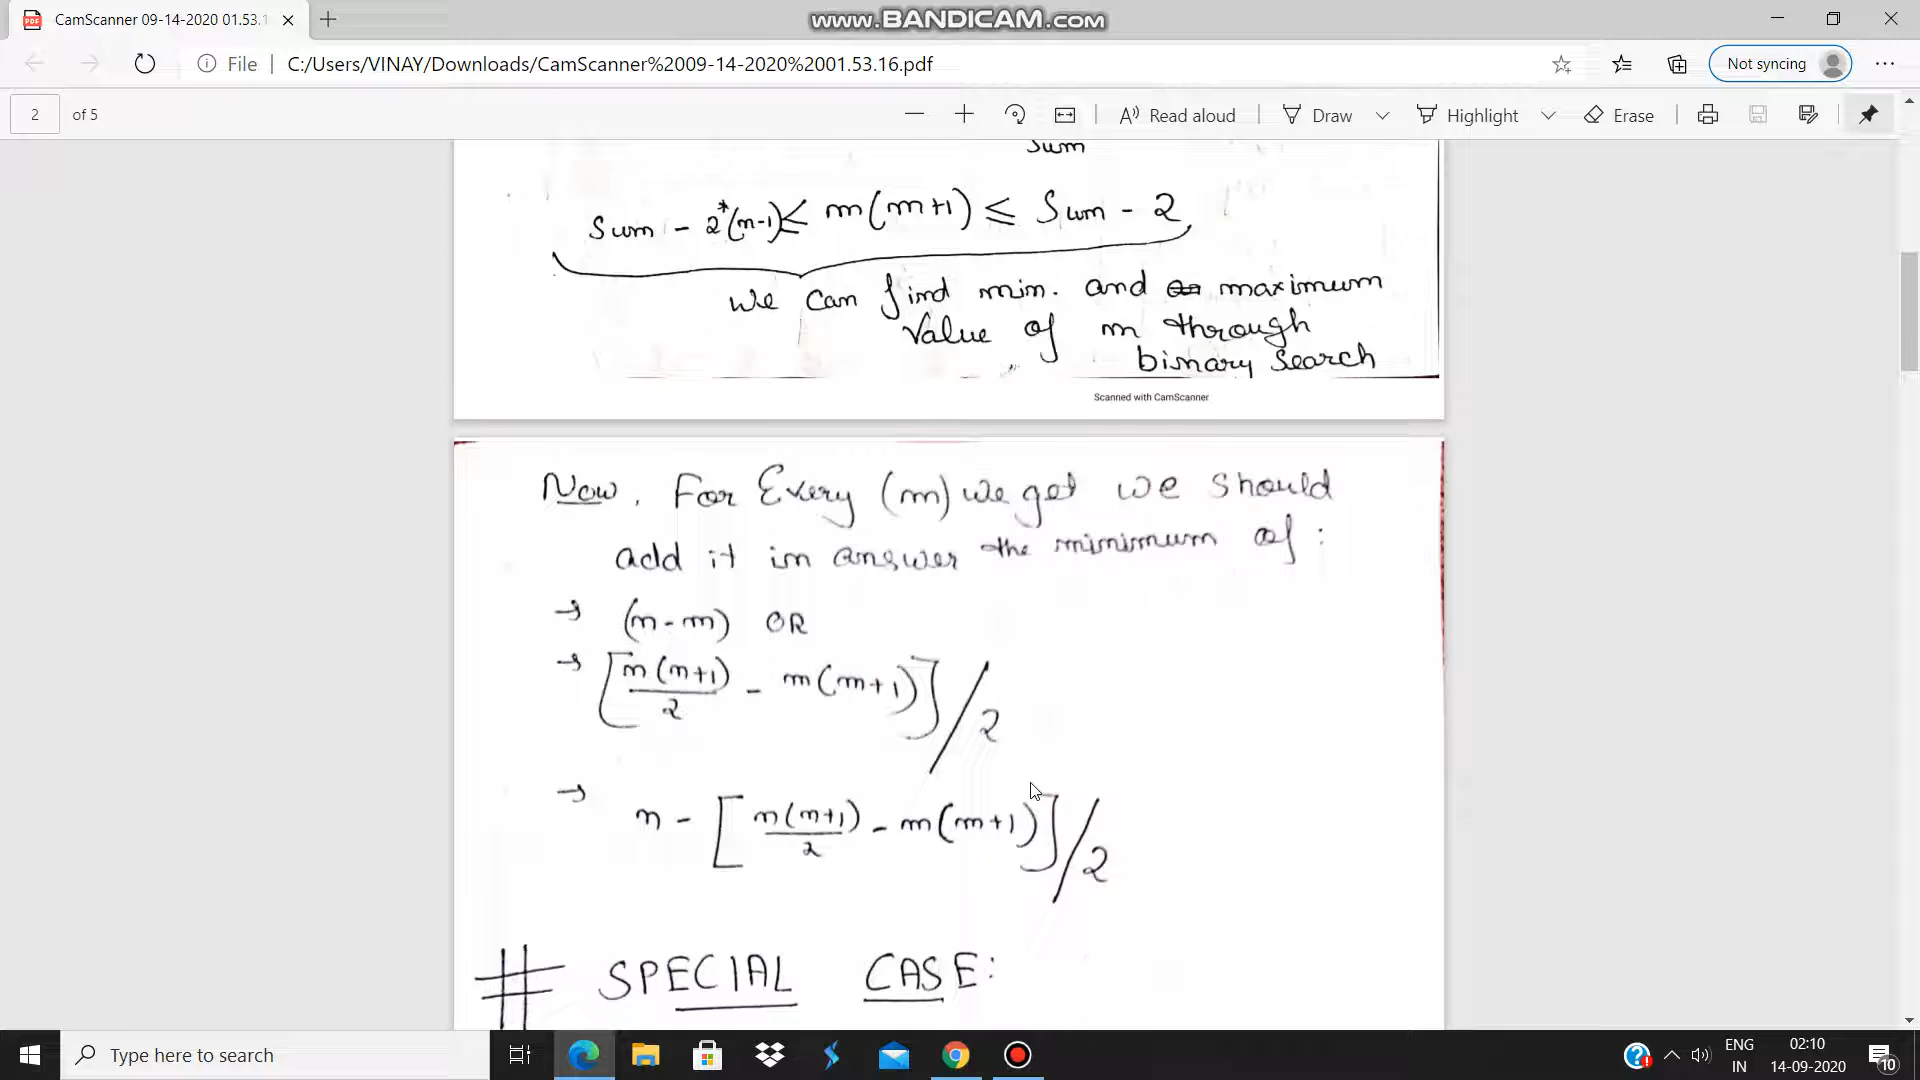 CamScanner 09-14-2020 01.53.1
www.BANDICAM.com
File
C:/Users/VINAY/Downloads/CamScanner%2009-14-2020%2001.53.16.pdf
Not syncing
2 of 5
Read aloud
Draw
Highlight
Erase
Sum
Sum - 2*(n-1) ≤ m(m+1) ≤ Sum - 2
We can find min. and maximum
Value of m through
binary search
Scanned with CamScanner
Now, For Every (m) we get we should
add it in answer the minimum of :
→ (n-m) OR
→ [n(n+1)/2 - m(m+1)]/2
→ n - [n(n+1)/2 - m(m+1)]/2
# SPECIAL CASE:
Type here to search
ENG
IN
02:10
14-09-2020
10